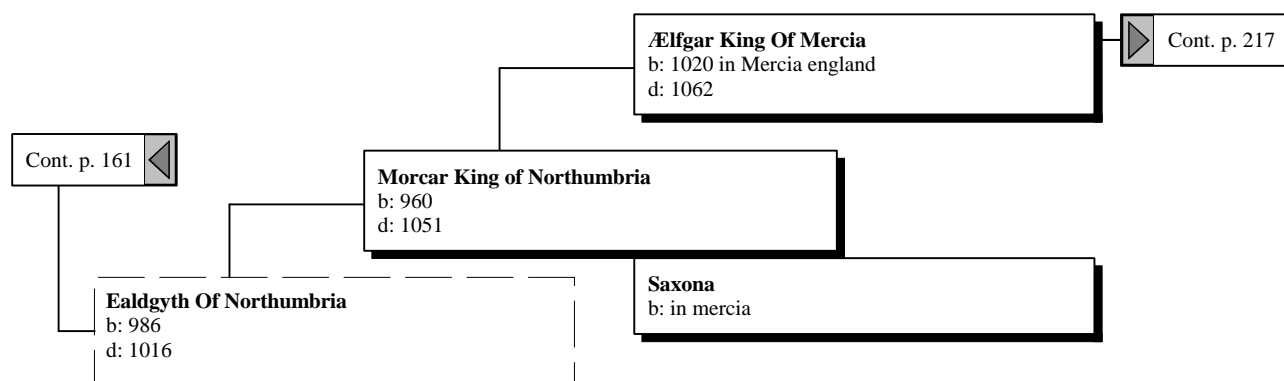 Ælfgar King Of Mercia
b: 1020 in Mercia england
d: 1062
Cont. p. 217
Cont. p. 161
Morcar King of Northumbria
b: 960
d: 1051
Saxona
b: in mercia
Ealdgyth Of Northumbria
b: 986
d: 1016